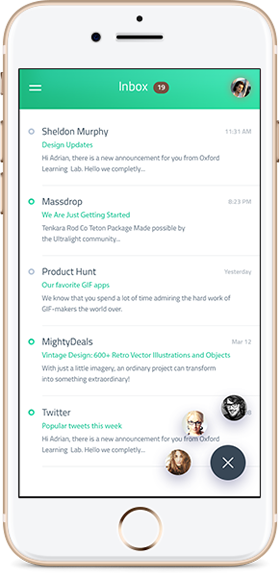 Inbox 19
Sheldon Murphy 11:31 AM
Design Updates
Hi Adrian, there is a new announcement for you from Oxford
Learning Lab. Hello we completly...
Massdrop 8:23 PM
We Are Just Getting Started
Tenkara Rod Co Teton Package Made possible by
the Ultralight community...
Product Hunt Yesterday
Our favorite GIF apps
We know that you spend a lot of time admiring the hard work of
GIF-makers the world over.
MightyDeals Mar 12
Vintage Design: 600+ Retro Vector Illustrations and Objects
With just a little imagery, an ordinary project can transform
into something extraordinary!
Twitter
Popular tweets this week
Hi Adrian, there is a new announcement for you from Oxford
Learning Lab. Hello we completly...